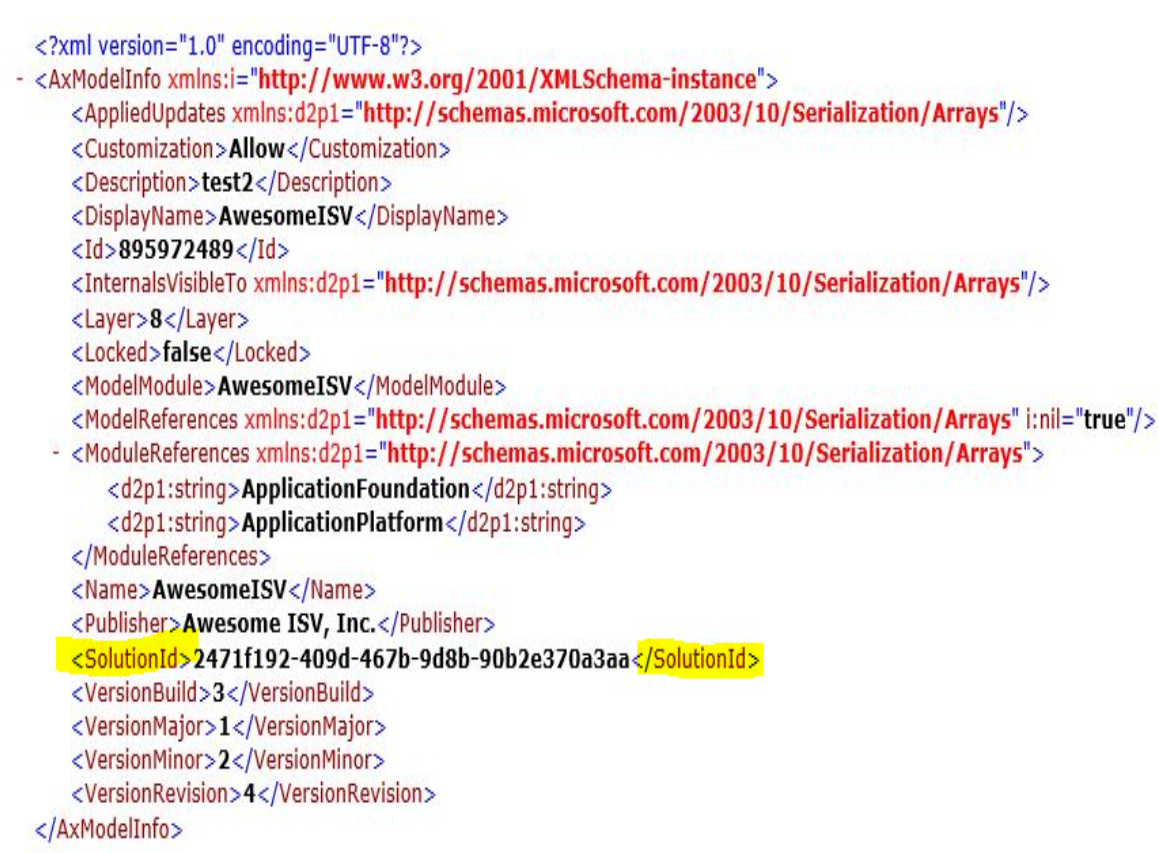 <?xml version="1.0" encoding="UTF-8"?>
- <AxModelInfo xmlns:i="http://www.w3.org/2001/XMLSchema-instance">
<AppliedUpdates xmlns:d2p1="http://schemas.microsoft.com/2003/10/Serialization/Arrays"/>
<Customization>Allow</Customization>
<Description>test2</Description>
<DisplayName>AwesomeISV</DisplayName>
<Id>895972489</Id>
<InternalsVisibleTo xmlns:d2p1="http://schemas.microsoft.com/2003/10/Serialization/Arrays"/>
<Layer>8</Layer>
<Locked>false</Locked>
<ModelModule>AwesomeISV</ModelModule>
<ModelReferences xmlns:d2p1="http://schemas.microsoft.com/2003/10/Serialization/Arrays" i:nil="true"/>
- <ModuleReferences xmlns:d2p1="http://schemas.microsoft.com/2003/10/Serialization/Arrays">
<d2p1:string>ApplicationFoundation</d2p1:string>
<d2p1:string>ApplicationPlatform</d2p1:string>
</ModuleReferences>
<Name>AwesomeISV</Name>
<Publisher>Awesome ISV, Inc.</Publisher>
<SolutionId>2471f192-409d-467b-9d8b-90b2e370a3aa</SolutionId>
<VersionBuild>3</VersionBuild>
<VersionMajor>1</VersionMajor>
<VersionMinor>2</VersionMinor>
<VersionRevision>4</VersionRevision>
</AxModelInfo>